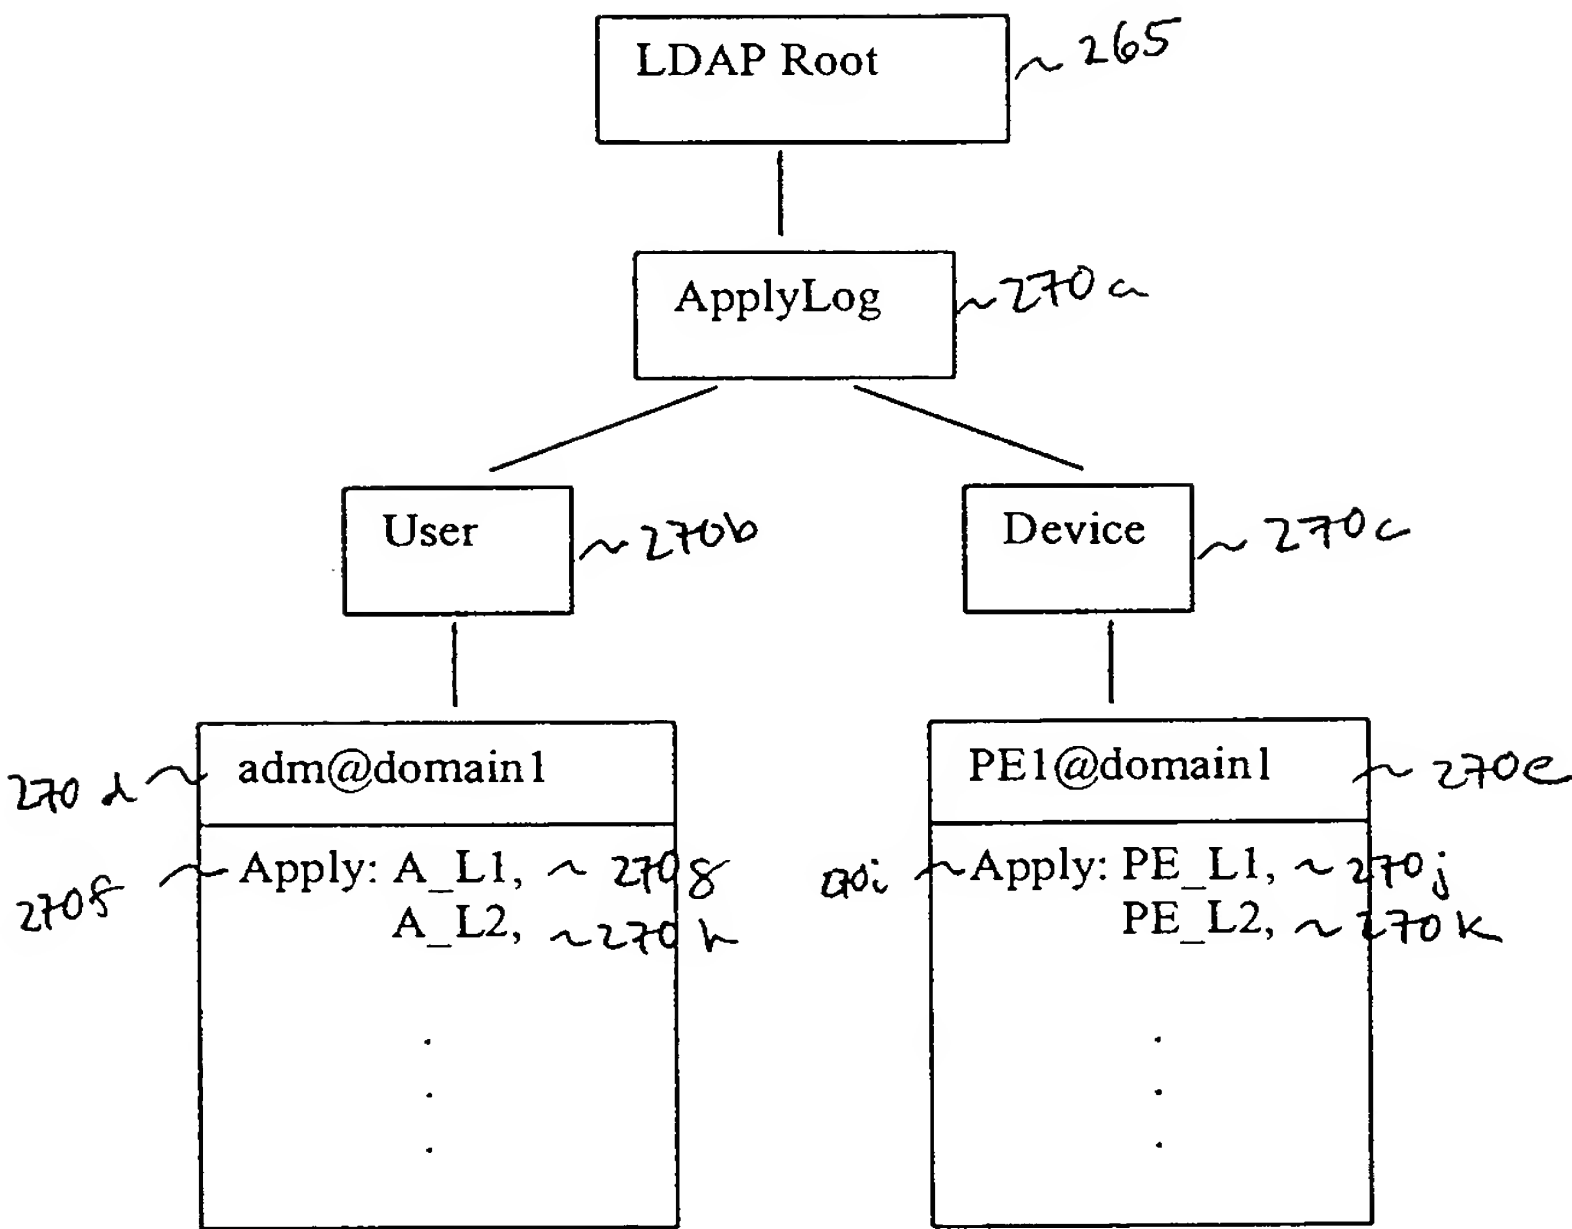 LDAP Root ~ 265
ApplyLog ~270a
User ~ 270b
Device ~ 270c
270d ~ adm@domain1
PE1@domain1 ~ 270e
270f ~ Apply: A_L1, ~ 270g
A_L2, ~270h
270i ~ Apply: PE_L1, ~270j
PE_L2, ~270k